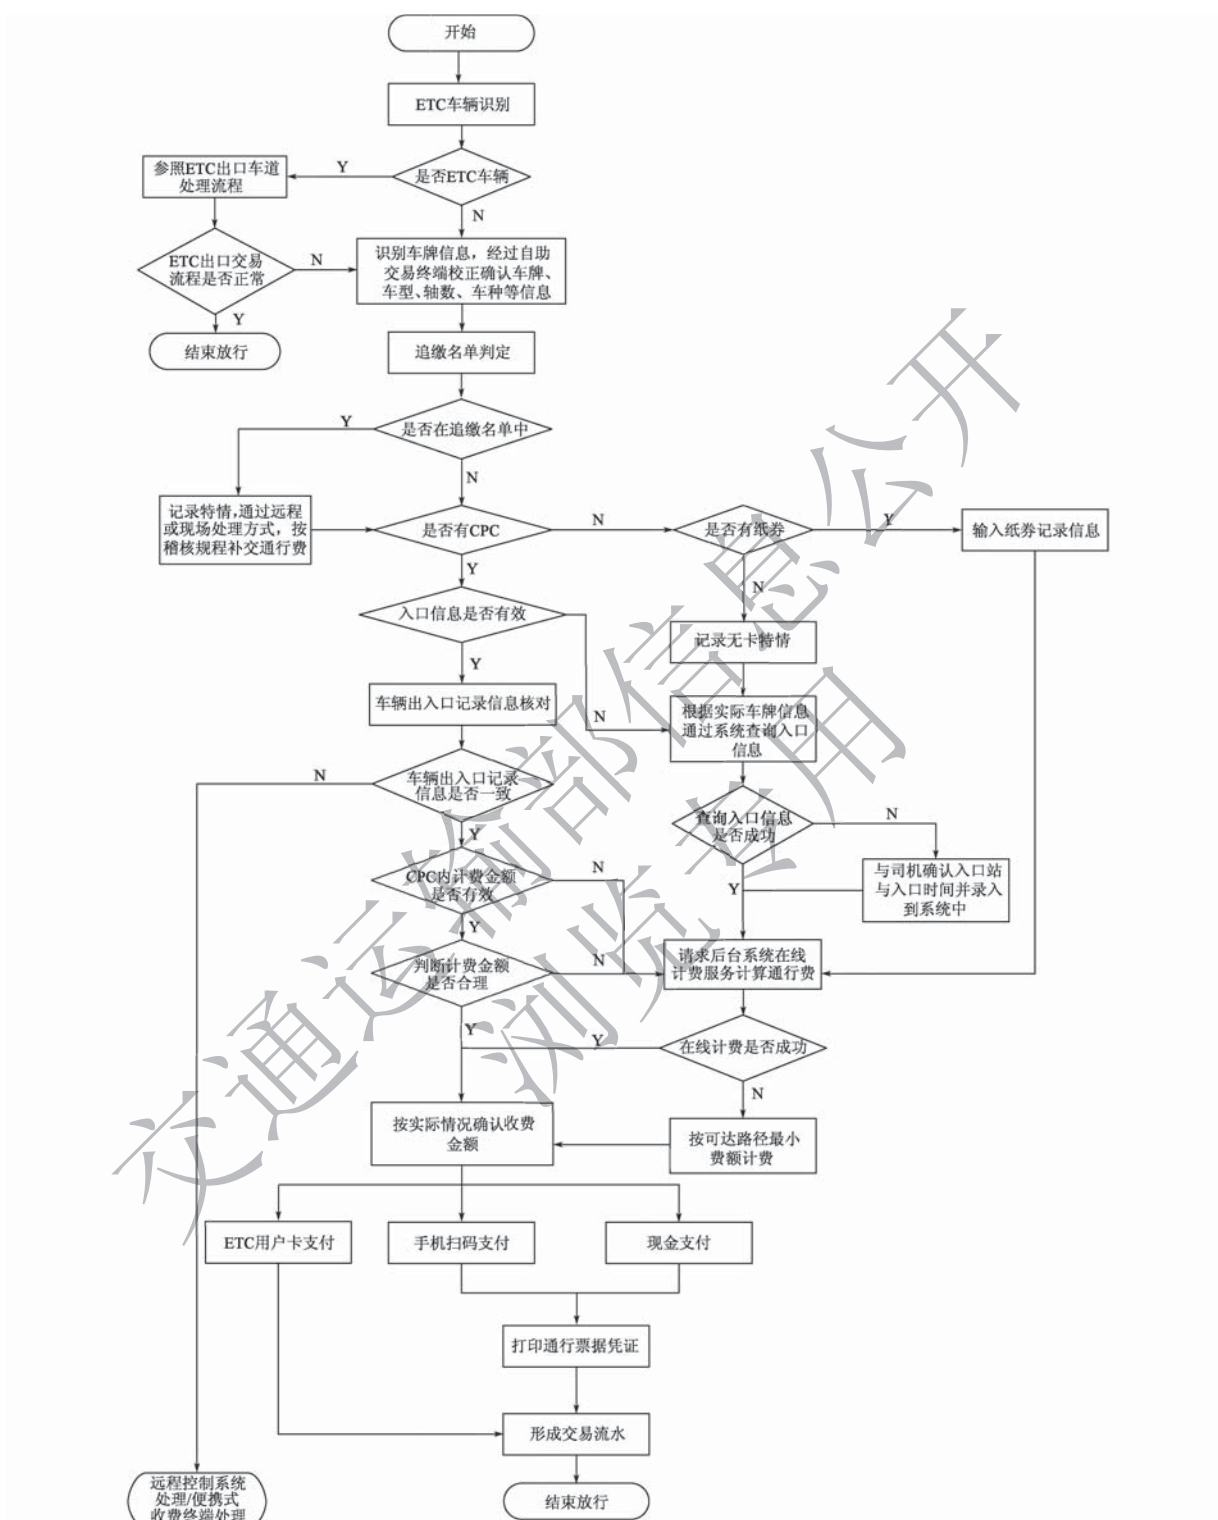 开始
ETC车辆识别
参照ETC出口车道
处理流程
Y
是否ETC车辆
N
ETC出口交易
流程是否正常
N
识别车牌信息，经过自助
交易终端校正确认车牌、
车型、轴数、车种等信息
Y
结束放行
追缴名单判定
Y
是否在追缴名单中
N
记录特情，通过远程
或现场处理方式，按
稽核规程补交通行费
是否有CPC
N
是否有纸券
Y
输入纸券记录信息
Y
N
入口信息是否有效
记录无卡特情
Y
车辆出入口记录信息核对
N
根据实际车牌信息
通过系统查询入口
信息
N
车辆出入口记录
信息是否一致
查询入口信息
是否成功
N
Y
CPC内计费金额
是否有效
N
Y
与司机确认入口站
与入口时间并录入
到系统中
Y
判断计费金额
是否合理
N
请求后台系统在线
计费服务计算通行费
Y
Y
在线计费是否成功
N
按实际情况确认收费
金额
按可达路径最小
费额计费
ETC用户卡支付
手机扫码支付
现金支付
打印通行票据凭证
形成交易流水
远程控制系统
处理/便携式
收费终端处理
结束放行
交通运输部信息公开
浏览专用